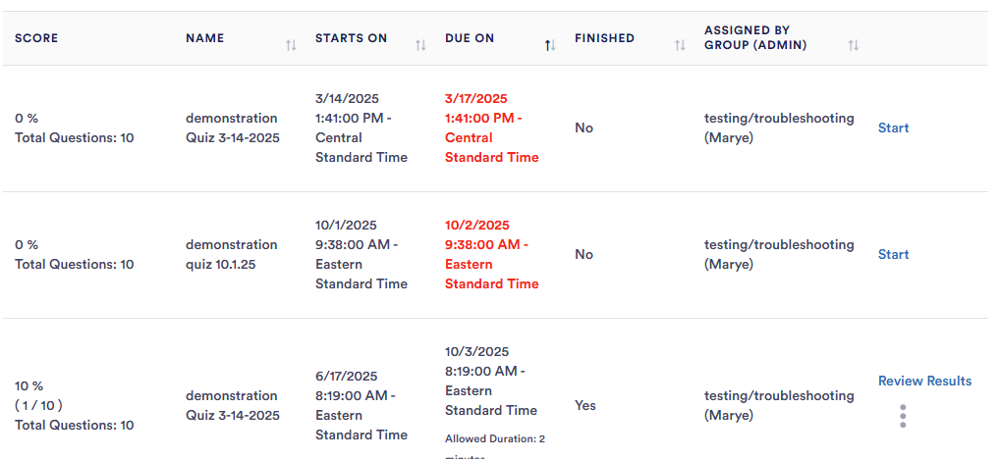 SCORE
NAME
STARTS ON
DUE ON
FINISHED
ASSIGNED BY
GROUP (ADMIN)
0 %
Total Questions: 10
demonstration
Quiz 3-14-2025
3/14/2025
1:41:00 PM -
Central
Standard Time
3/17/2025
1:41:00 PM -
Central
Standard Time
No
testing/troubleshooting
(Marye)
Start
0 %
Total Questions: 10
demonstration
quiz 10.1.25
10/1/2025
9:38:00 AM -
Eastern
Standard Time
10/2/2025
9:38:00 AM -
Eastern
Standard Time
No
testing/troubleshooting
(Marye)
Start
10 %
( 1 / 10 )
Total Questions: 10
demonstration
Quiz 3-14-2025
6/17/2025
8:19:00 AM -
Eastern
Standard Time
10/3/2025
8:19:00 AM -
Eastern
Standard Time
Allowed Duration: 2
minutes
Yes
testing/troubleshooting
(Marye)
Review Results